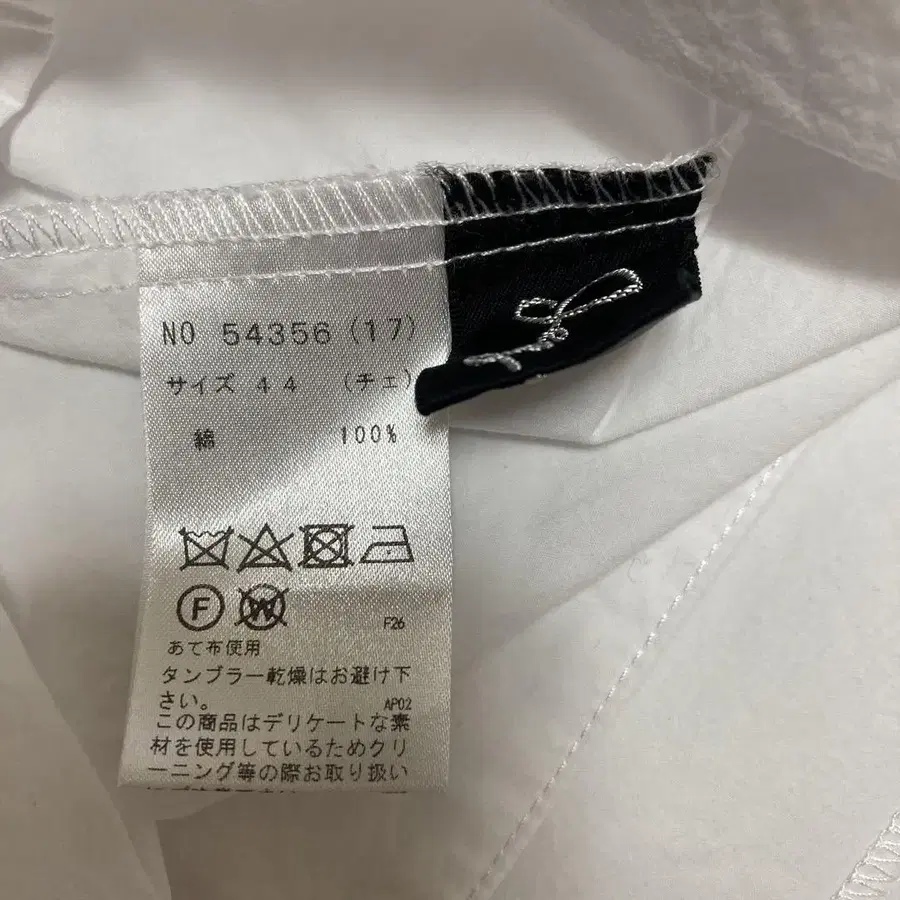 NO 54356 (17)
サイズ 44 (チェ)
綿 100%
F W
F26
あて布使用
タンブラー乾燥はお避け下
さい。
AP02
この商品はデリケートな素
材を使用しているためクリ
ーニング等の際お取り扱い